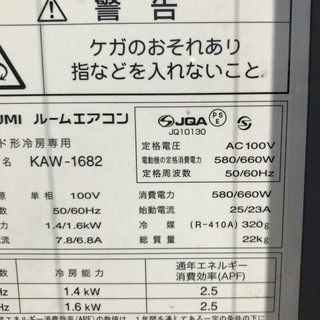 警告
ケガのおそれあり
指などを入れないこと.
UMI ルームエアコン
ド形冷房専用
名 KAW-1682
源 単相 100V
50/60Hz
1.4/1.6kW
流 7.8/6.8A
JQA PSE
JQ10130
定格電圧 AC100V
電動機の定格消費電力 580/660W
定格周波数 50/60Hz
消費電力 580/660W
始動電流 25/23A
冷媒 (R-410A) 320g
総質量 22kg
冷房能力 通年エネルギー消費効率(APF)
Hz 1.4 kW 2.5
Hz 1.6 kW 2.5